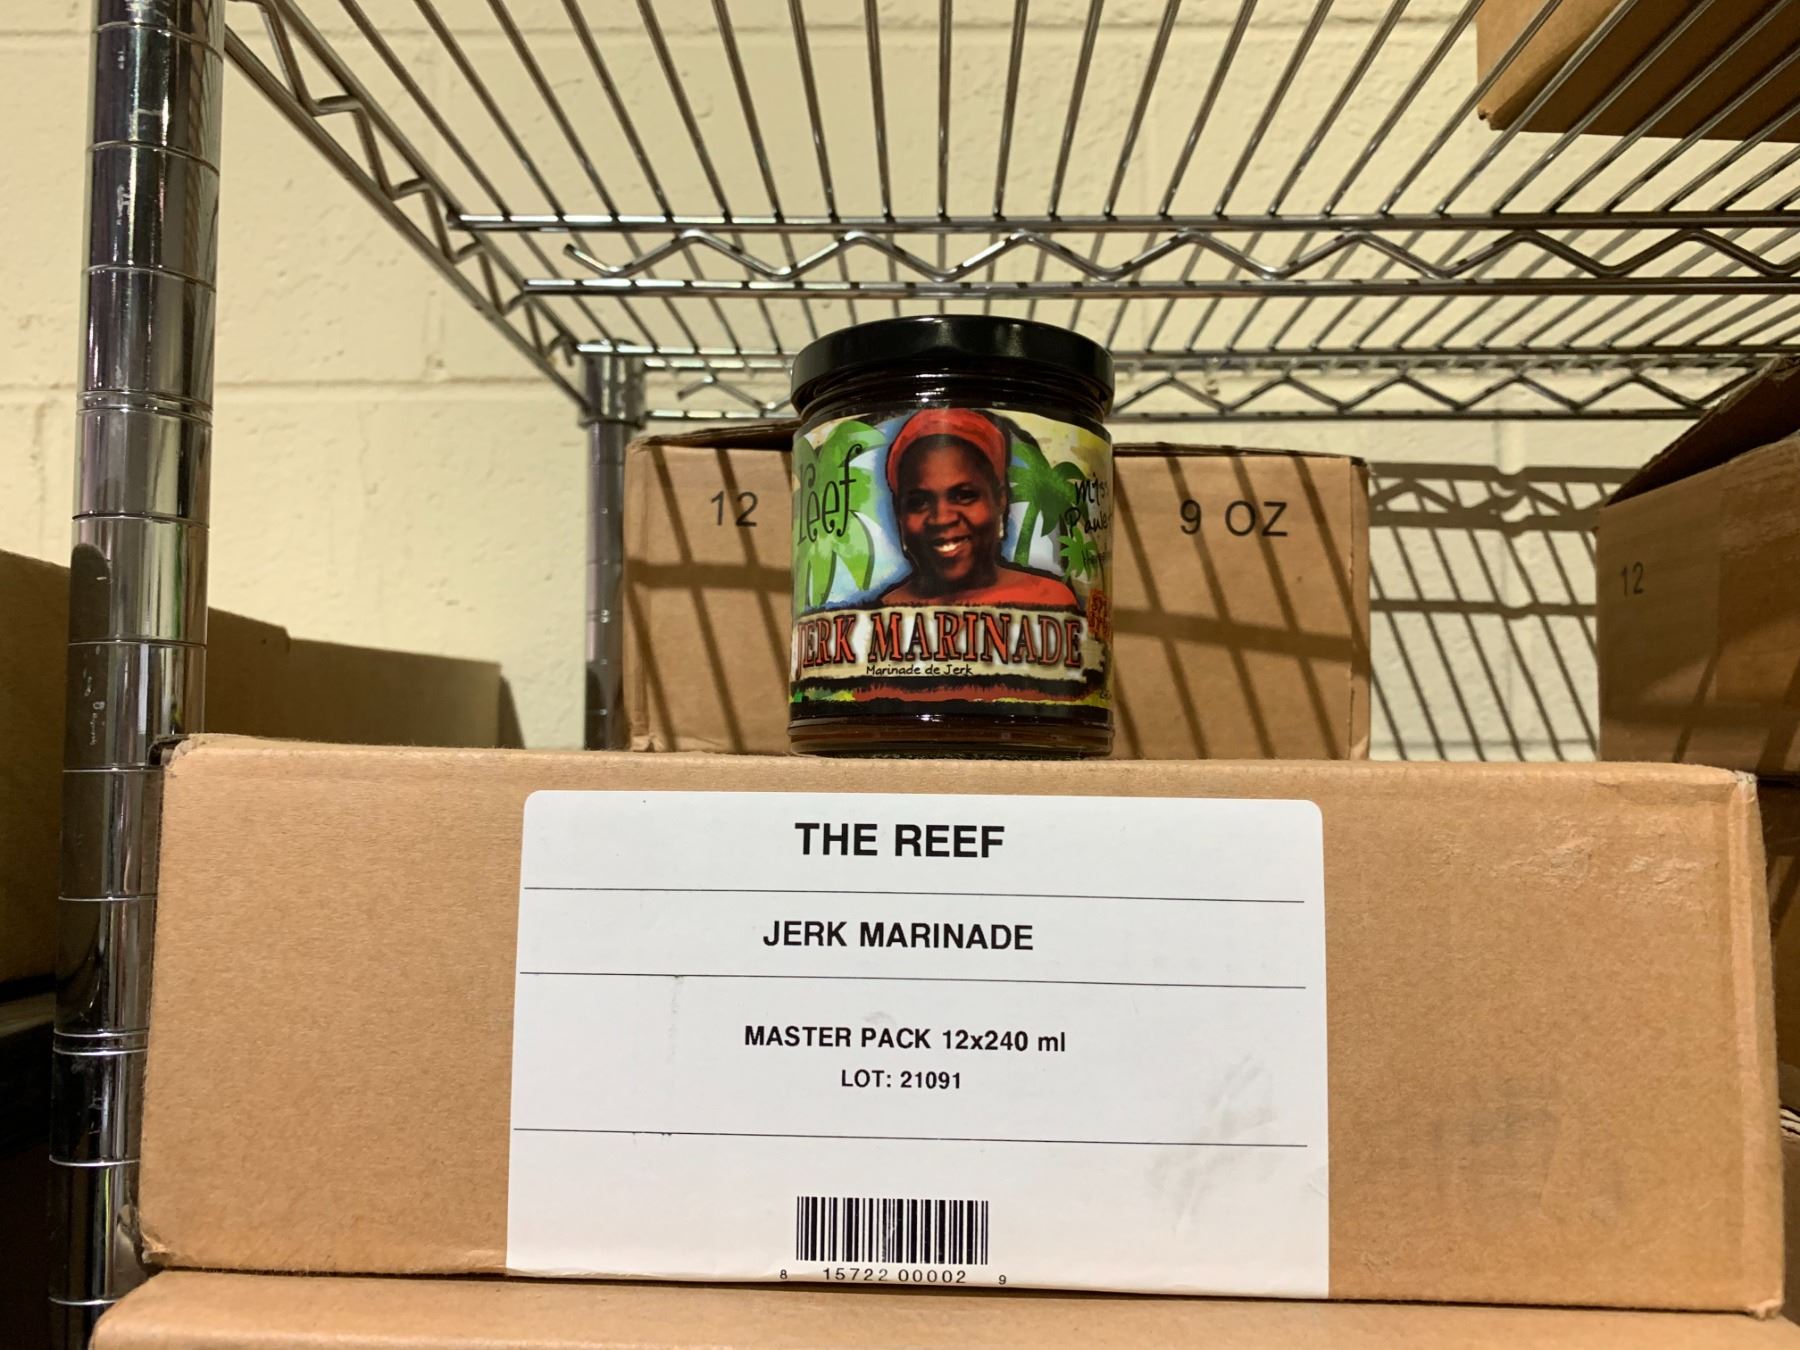 12
9 OZ
12
reef
JERK MARINADE
Marinade de Jerk
THE REEF
JERK MARINADE
MASTER PACK 12x240 ml
LOT: 21091
8 15722 00002 9